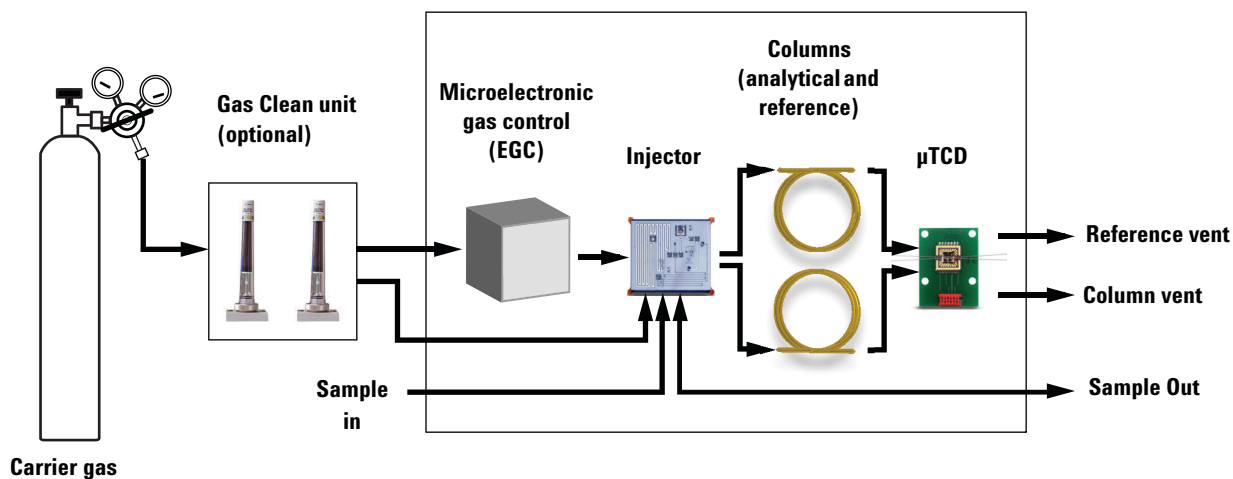 Columns
(analytical and
reference)
Gas Clean unit
(optional)
Microelectronic
gas control
(EGC)
Injector
µTCD
Reference vent
Column vent
Sample
in
Sample Out
Carrier gas